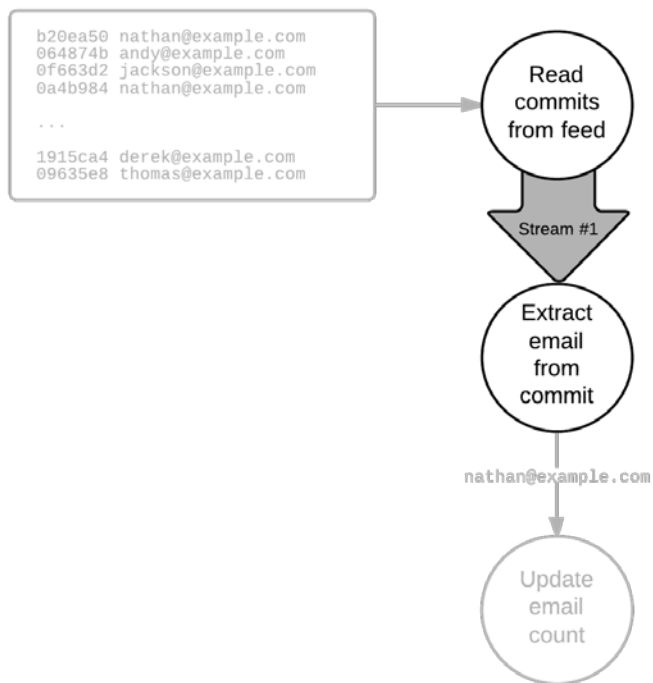 b20ea50 nathan@example.com
064874b andy@example.com
0f663d2 jackson@example.com
0a4b984 nathan@example.com
...
1915ca4 derek@example.com
09635e8 thomas@example.com
Read
commits
from feed
Stream #1
Extract
email
from
commit
nathan@example.com
Update
email
count